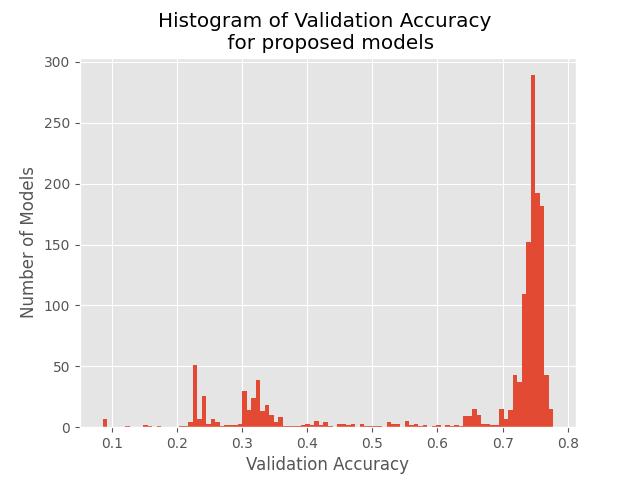 Histogram of Validation Accuracy
for proposed models
300
250
200
150
100
50
0
Number of Models
0.1 0.2 0.3 0.4 0.5 0.6 0.7 0.8
Validation Accuracy